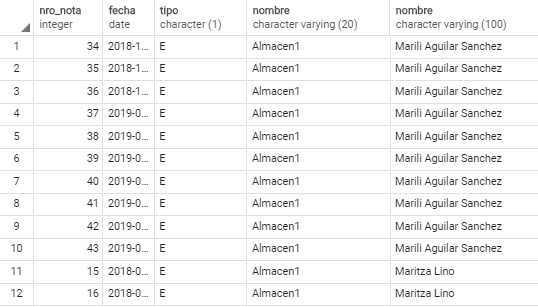 nro_nota fecha tipo nombre nombre
integer date character (1) character varying (20) character varying (100)
1 34 2018-1... E Almacen1 Marili Aguilar Sanchez
2 35 2018-1... E Almacen1 Marili Aguilar Sanchez
3 36 2018-1... E Almacen1 Marili Aguilar Sanchez
4 37 2019-0... E Almacen1 Marili Aguilar Sanchez
5 38 2019-0... E Almacen1 Marili Aguilar Sanchez
6 39 2019-0... E Almacen1 Marili Aguilar Sanchez
7 40 2019-0... E Almacen1 Marili Aguilar Sanchez
8 41 2019-0... E Almacen1 Marili Aguilar Sanchez
9 42 2019-0... E Almacen1 Marili Aguilar Sanchez
10 43 2019-0... E Almacen1 Marili Aguilar Sanchez
11 15 2018-0... E Almacen1 Maritza Lino
12 16 2018-0... E Almacen1 Maritza Lino